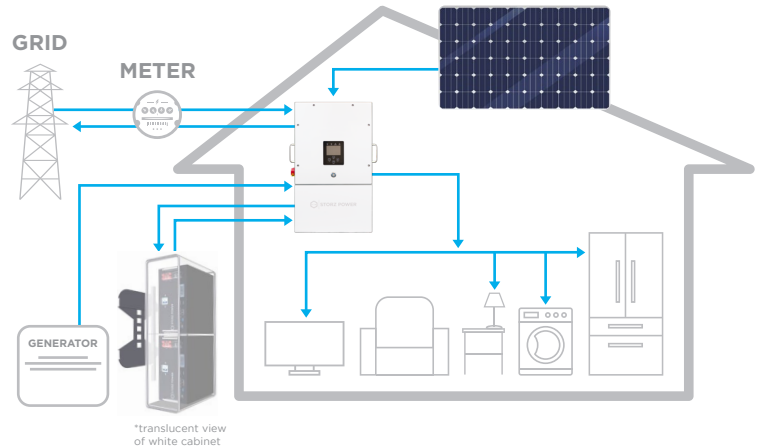 GRID
METER
GENERATOR
*translucent view
of white cabinet